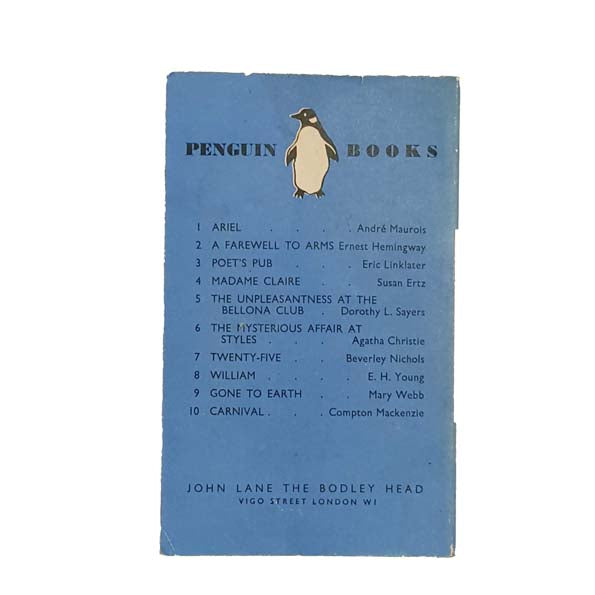 PENGUIN BOOKS
1 ARIEL . . . . André Maurois
2 A FAREWELL TO ARMS Ernest Hemingway
3 POET'S PUB . . . Eric Linklater
4 MADAME CLAIRE . . Susan Ertz
5 THE UNPLEASANTNESS AT THE
BELLONA CLUB . Dorothy L. Sayers
6 THE MYSTERIOUS AFFAIR AT
STYLES . . . Agatha Christie
7 TWENTY-FIVE . . Beverley Nichols
8 WILLIAM . . . . E. H. Young
9 GONE TO EARTH . . Mary Webb
10 CARNIVAL . . . Compton Mackenzie
JOHN LANE THE BODLEY HEAD
VIGO STREET LONDON W1